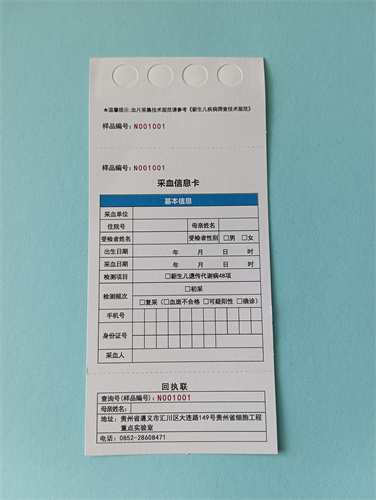 ★温馨提示:血片采集技术规范请参考《新生儿疾病筛查技术规范》
样品编号: N001001
样品编号: N001001
采血信息卡
基本信息
采血单位
住院号 母亲姓名
受检者姓名 受检者性别 □男 □女
出生日期 年 月 日 时
采血日期 年 月 日 时
检测项目 □新生儿遗传代谢病48项
检测频次 □初采
□复采（□血斑不合格 □可疑阳性 □确诊）
手机号
身份证号
采血人
回执联
查询号(样品编号): N001001
母亲姓名:
地址: 贵州省遵义市汇川区大连路149号贵州省细胞工程
重点实验室
电话: 0852-28608471